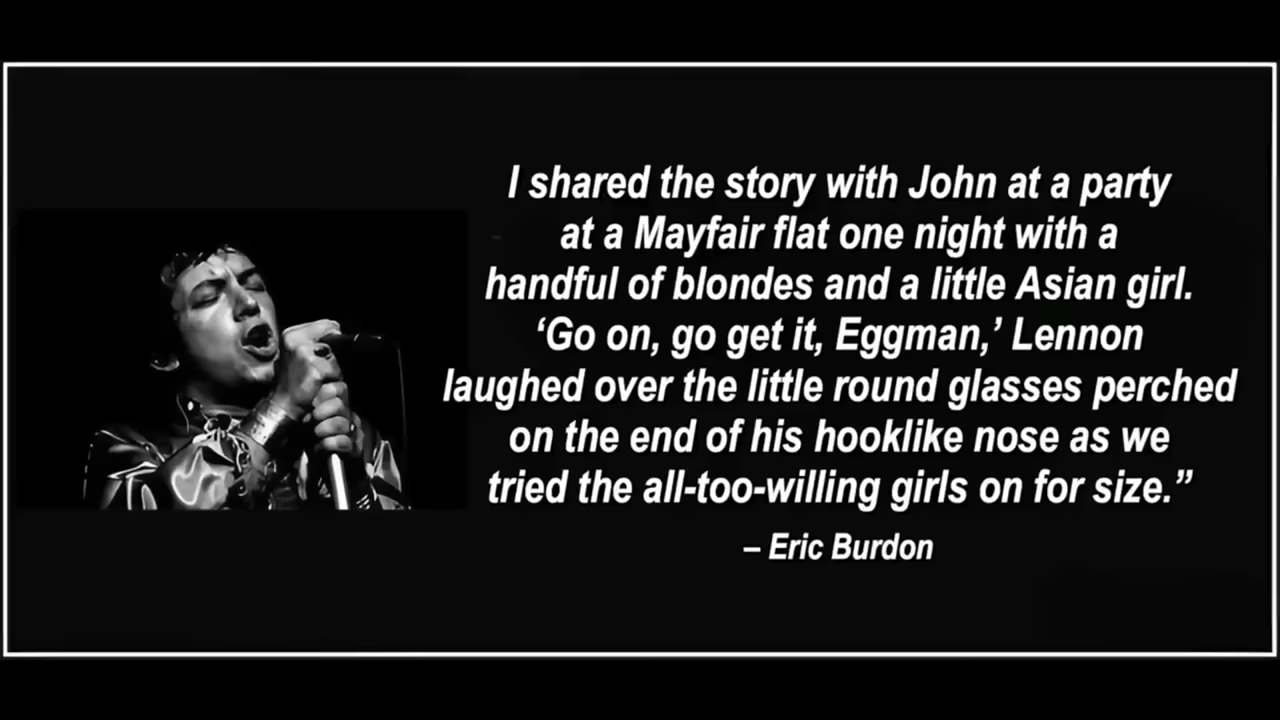 I shared the story with John at a party
at a Mayfair flat one night with a
handful of blondes and a little Asian girl.
‘Go on, go get it, Eggman,’ Lennon
laughed over the little round glasses perched
on the end of his hooklike nose as we
tried the all-too-willing girls on for size.”
– Eric Burdon